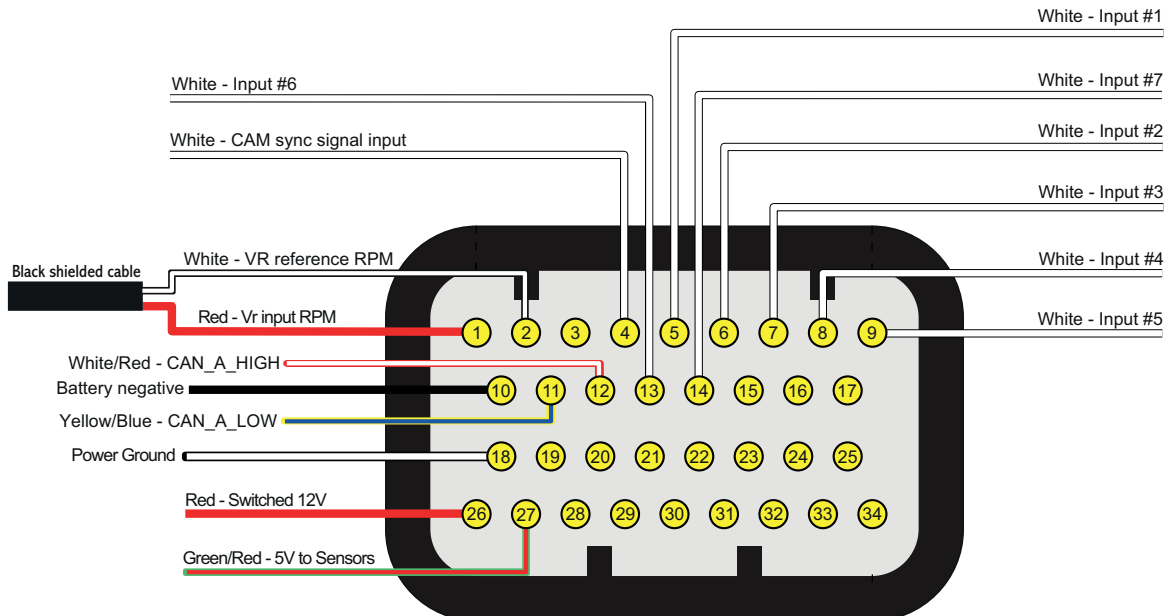 White - Input #1
White - Input #6
White - Input #7
White - CAM sync signal input
White - Input #2
White - Input #3
Black shielded cable
White - VR reference RPM
White - Input #4
Red - Vr input RPM
White - Input #5
1 2 3 4 5 6 7 8 9
White/Red - CAN_A_HIGH
Battery negative
10 11 12 13 14 15 16 17
Yellow/Blue - CAN_A_LOW
Power Ground
18 19 20 21 22 23 24 25
Red - Switched 12V
26 27 28 29 30 31 32 33 34
Green/Red - 5V to Sensors